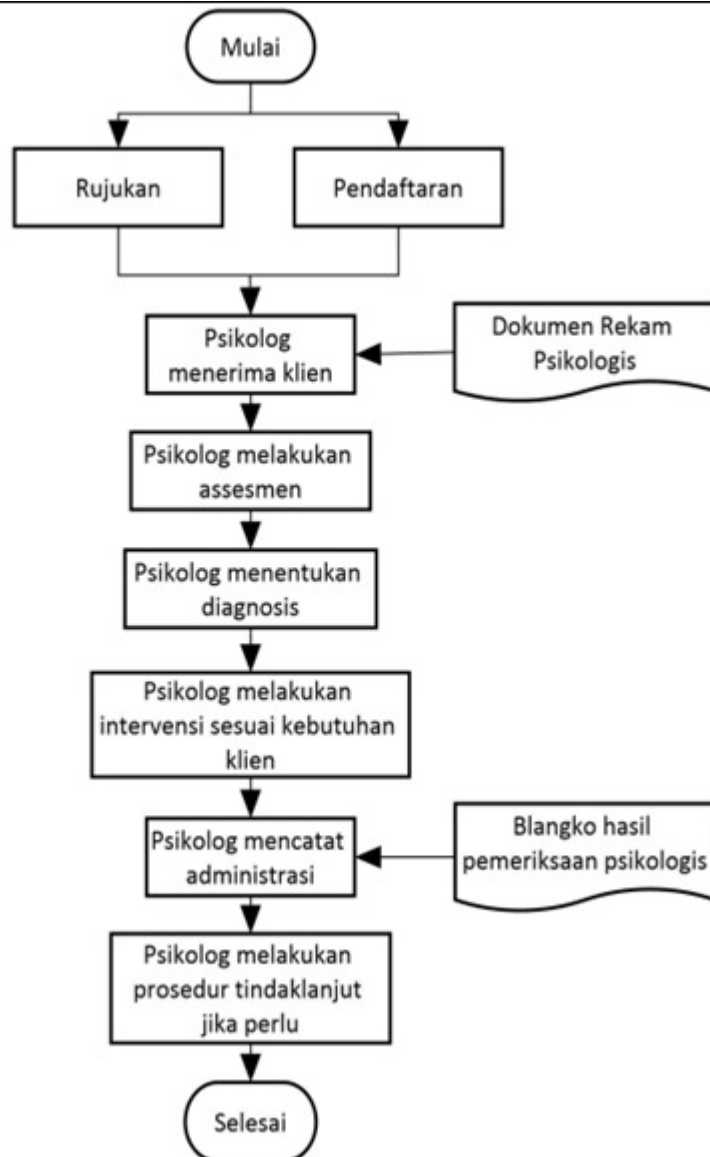 Mulai
Rujukan
Pendaftaran
Psikolog
menerima klien
Dokumen Rekam
Psikologis
Psikolog melakukan
assesmen
Psikolog menentukan
diagnosis
Psikolog melakukan
intervensi sesuai kebutuhan
klien
Psikolog mencatat
administrasi
Blangko hasil
pemeriksaan psikologis
Psikolog melakukan
prosedur tindaklanjut
jika perlu
Selesai